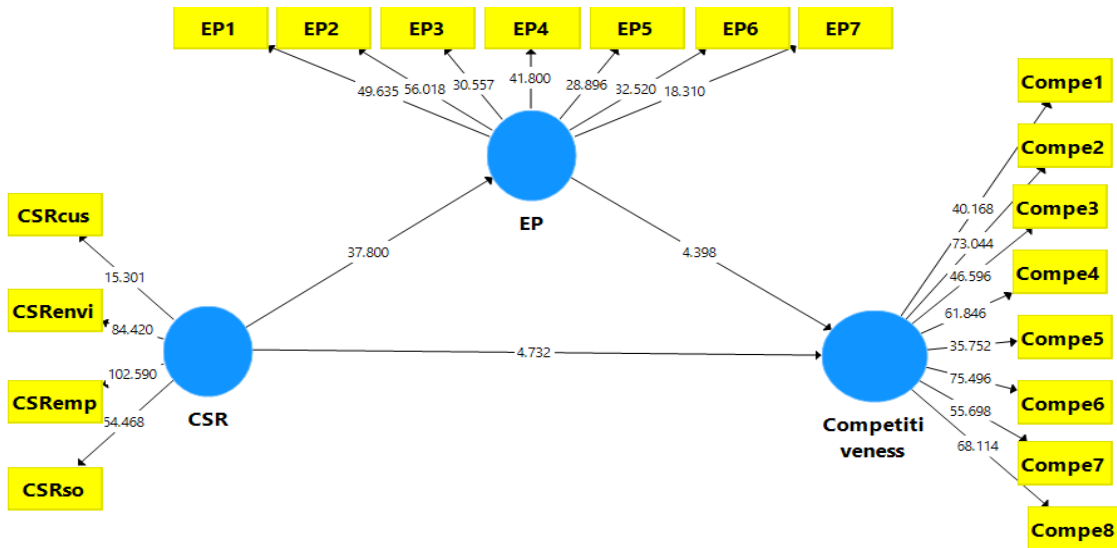 EP1
EP2
EP3
EP4
EP5
EP6
EP7
49.635
56.018
30.557
41.800
28.896
32.520
18.310
EP
Compe1
Compe2
Compe3
Compe4
Compe5
Compe6
Compe7
Compe8
40.168
73.044
46.596
61.846
35.752
75.496
55.698
68.114
Competiti
veness
CSRcus
CSRenvi
CSRemp
CSRso
15.301
84.420
102.590
54.468
CSR
37.800
4.398
4.732